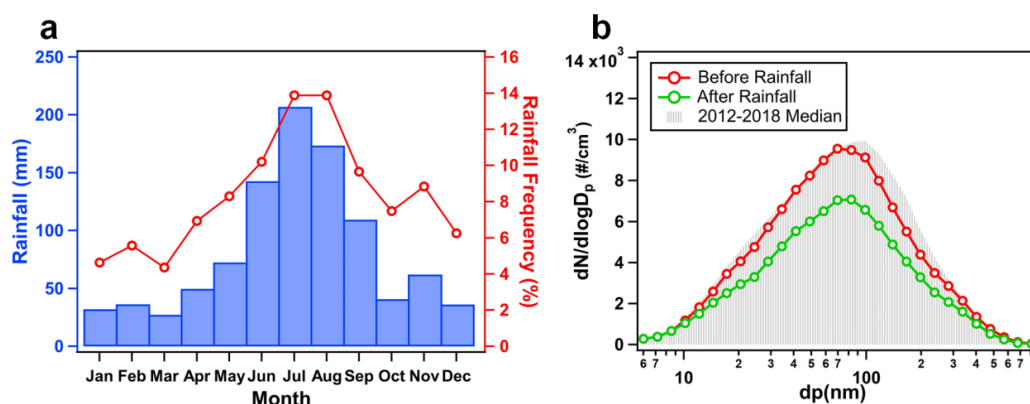 a
Rainfall (mm)
250
200
150
100
50
0
Jan Feb Mar Apr May Jun Jul Aug Sep Oct Nov Dec
Month
16
14
12
10
8
6
4
2
0
Rainfall Frequency (%)
b
dN/dlogDp (#/cm3)
14 x103
12
10
8
6
4
2
0
Before Rainfall
After Rainfall
2012-2018 Median
6 7 2 3 4 5 6 7 2 3 4 5 6 7
10 100
dp(nm)